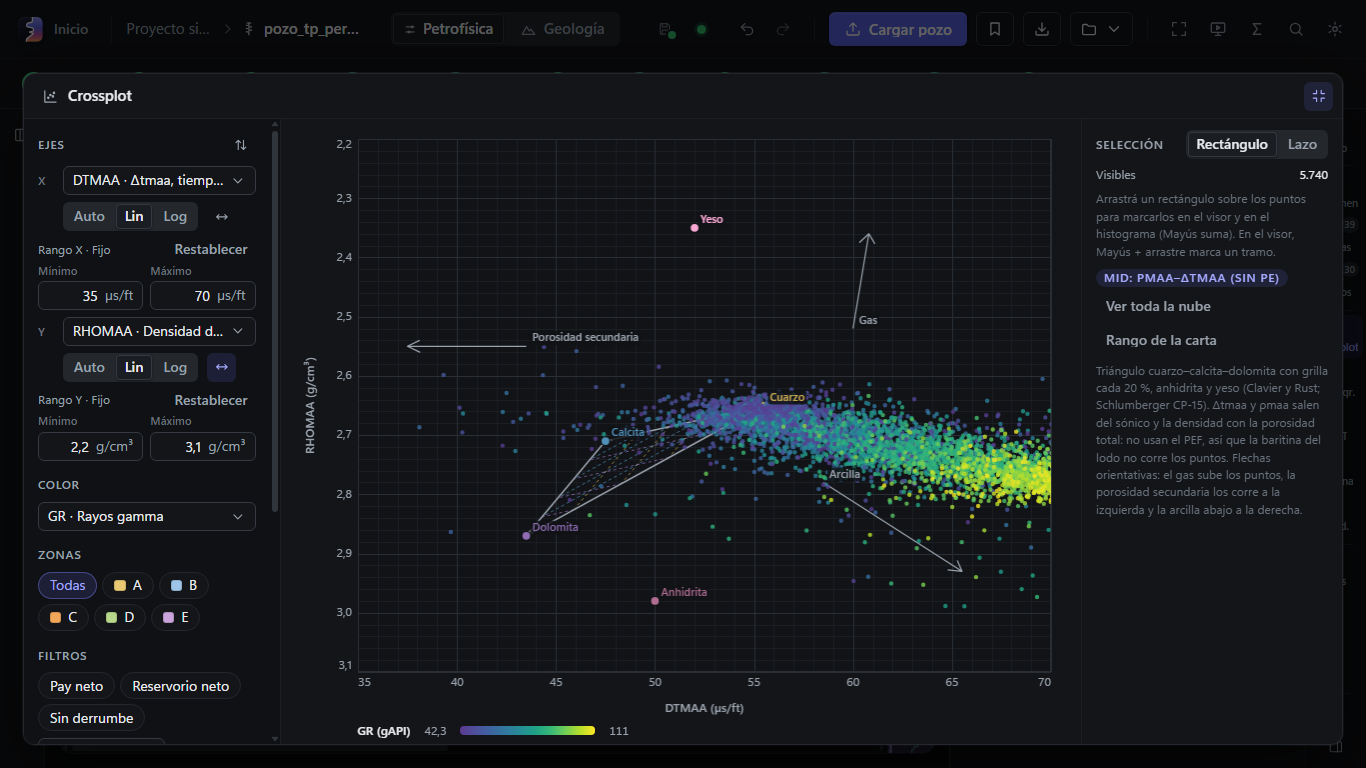 Inicio
Proyecto si...
pozo_tp_per...
Petrofísica
Geología
Cargar pozo
Crossplot
EJES
X
DTMAA · Δtmaa, tiemp...
Auto
Lin
Log
Rango X · Fijo
Restablecer
Mínimo
Máximo
35 µs/ft
70 µs/ft
Y
RHOMAA · Densidad d...
Auto
Lin
Log
Rango Y · Fijo
Restablecer
Mínimo
Máximo
2,2 g/cm³
3,1 g/cm³
COLOR
GR · Rayos gamma
ZONAS
Todas
A
B
C
D
E
FILTROS
Pay neto
Reservorio neto
Sin derrumbe
RHOMAA (g/cm³)
2,2
2,3
2,4
2,5
2,6
2,7
2,8
2,9
3,0
3,1
Yeso
Gas
Porosidad secundaria
Cuarzo
Calcita
Arcilla
Dolomita
Anhidrita
35
40
45
50
55
60
65
70
DTMAA (µs/ft)
GR (gAPI)
42,3
111
SELECCIÓN
Rectángulo
Lazo
Visibles
5.740
Arrastrá un rectángulo sobre los puntos
para marcarlos en el visor y en el
histograma (Mayús suma). En el visor,
Mayús + arrastre marca un tramo.
MID: ΡMAA–ΔTMAA (SIN PE)
Ver toda la nube
Rango de la carta
Triángulo cuarzo–calcita–dolomita con grilla
cada 20 %, anhidrita y yeso (Clavier y Rust;
Schlumberger CP-15). Δtmaa y ρmaa salen
del sónico y la densidad con la porosidad
total: no usan el PEF, así que la baritina del
lodo no corre los puntos. Flechas
orientativas: el gas sube los puntos, la
porosidad secundaria los corre a la
izquierda y la arcilla abajo a la derecha.